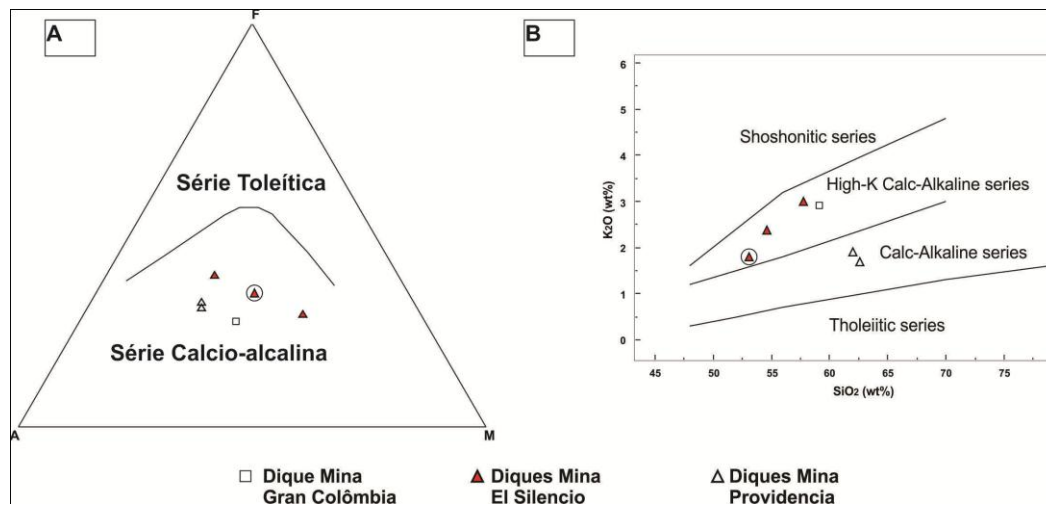 A
F
Série Toleítica
Série Calcio-alcalina
A
M
B
6
5
4
3
2
1
0
K2O (wt%)
Shoshonitic series
High-K Calc-Alkaline series
Calc-Alkaline series
Tholeiitic series
45 50 55 60 65 70 75
SiO2 (wt%)
Dique Mina
Gran Colômbia
Diques Mina
El Silencio
Diques Mina
Providencia